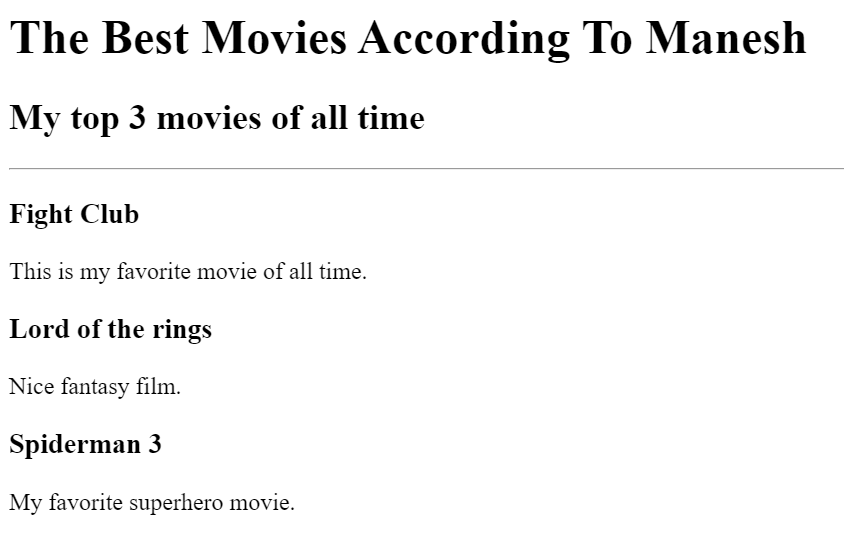 The Best Movies According To Manesh
My top 3 movies of all time
Fight Club
This is my favorite movie of all time.
Lord of the rings
Nice fantasy film.
Spiderman 3
My favorite superhero movie.